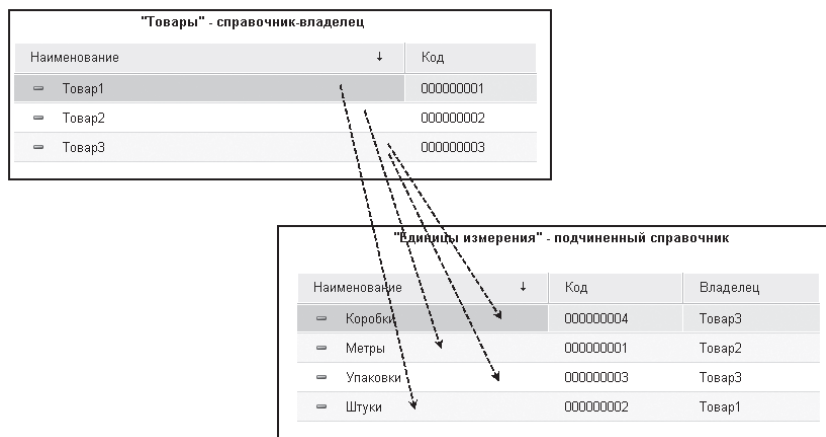 "Товары" - справочник-владелец
Наименование ↓ Код
Товар1 000000001
Товар2 000000002
Товар3 000000003
"Единицы измерения" - подчиненный справочник
Наименование ↓ Код Владелец
Коробки 000000004 Товар3
Метры 000000001 Товар2
Упаковки 000000003 Товар3
Штуки 000000002 Товар1